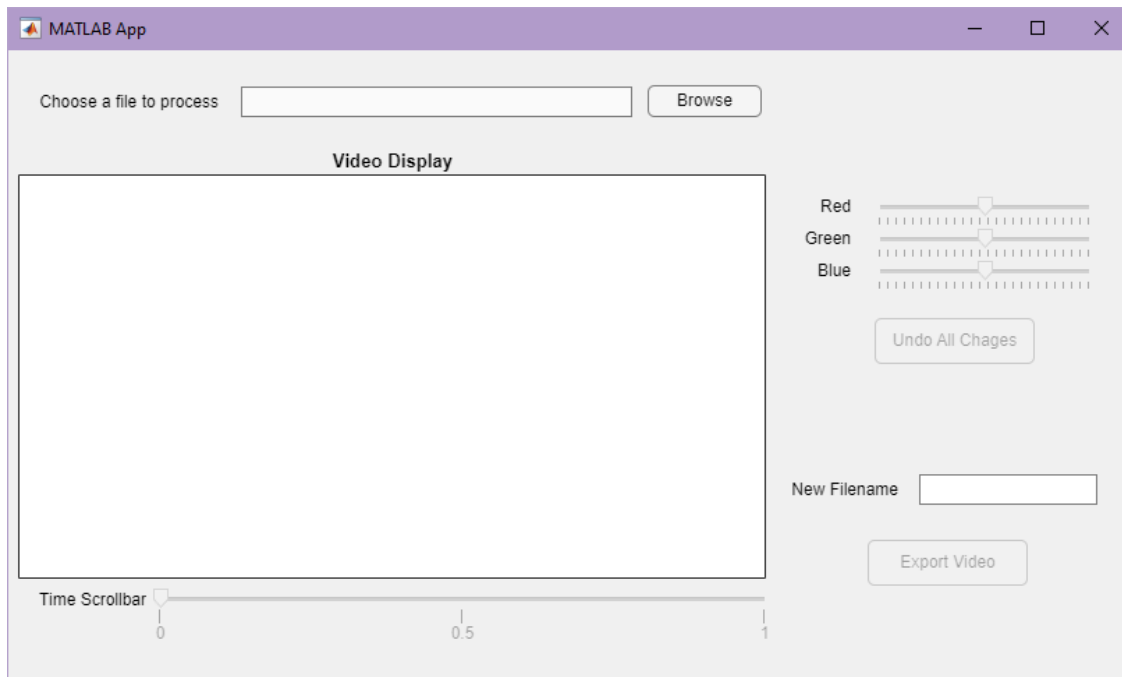 MATLAB App
Choose a file to process
Browse
Video Display
Red
Green
Blue
Undo All Chages
New Filename
Export Video
Time Scrollbar
0 0.5 1